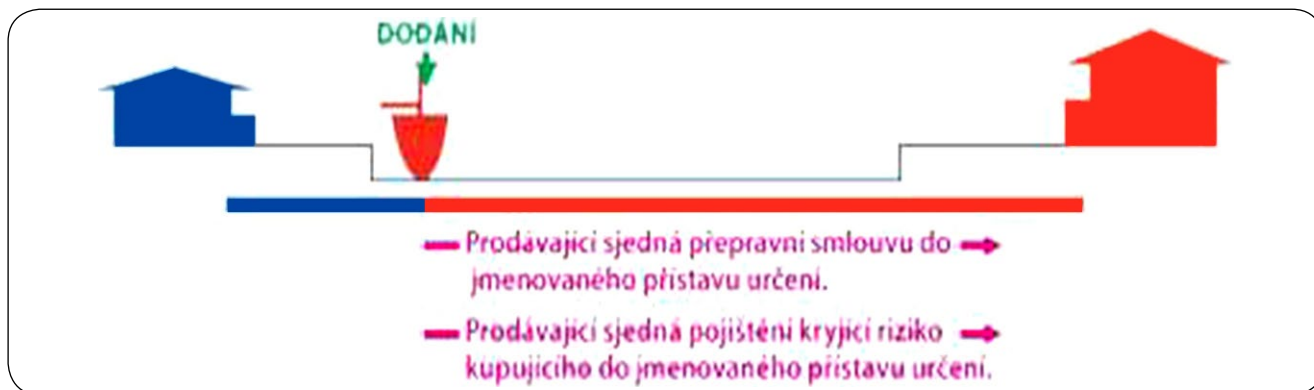 DODÁNÍ
Prodávající sjedná přepravní smlouvu do
jmenovaného přístavu určení.
Prodávající sjedná pojištění kryjící riziko
kupujícího do jmenovaného přístavu určení.